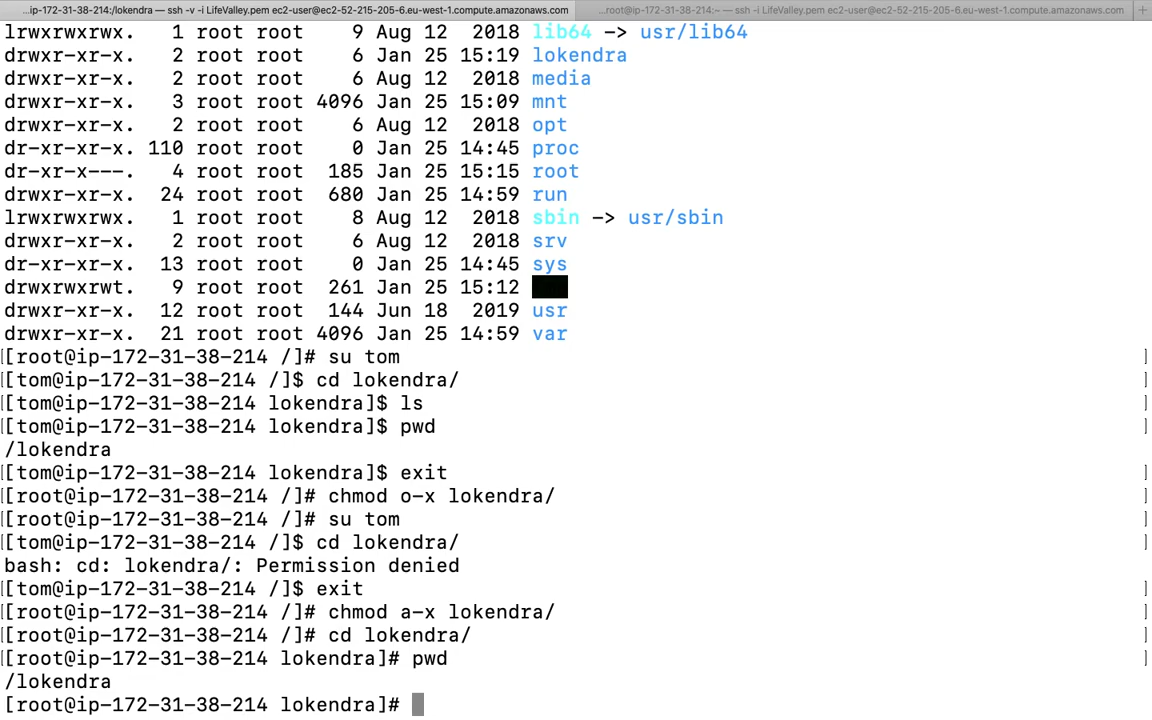 ...ip-172-31-38-214:/lokendra — ssh -v -i LifeValley.pem ec2-user@ec2-52-215-205-6.eu-west-1.compute.amazonaws.com ...root@ip-172-31-38-214:~ — ssh -i LifeValley.pem ec2-user@ec2-52-215-205-6.eu-west-1.compute.amazonaws.com +
lrwxrwxrwx.   1 root root    9 Aug 12  2018 lib64 -> usr/lib64
drwxr-xr-x.   2 root root    6 Jan 25 15:19 lokendra
drwxr-xr-x.   2 root root    6 Aug 12  2018 media
drwxr-xr-x.   3 root root 4096 Jan 25 15:09 mnt
drwxr-xr-x.   2 root root    6 Aug 12  2018 opt
dr-xr-xr-x. 110 root root    0 Jan 25 14:45 proc
dr-xr-x---.   4 root root  185 Jan 25 15:15 root
drwxr-xr-x.  24 root root  680 Jan 25 14:59 run
lrwxrwxrwx.   1 root root    8 Aug 12  2018 sbin -> usr/sbin
drwxr-xr-x.   2 root root    6 Aug 12  2018 srv
dr-xr-xr-x.  13 root root    0 Jan 25 14:45 sys
drwxrwxrwt.   9 root root  261 Jan 25 15:12
drwxr-xr-x.  12 root root  144 Jun 18  2019 usr
drwxr-xr-x.  21 root root 4096 Jan 25 14:59 var
[[root@ip-172-31-38-214 /]# su tom ]
[[tom@ip-172-31-38-214 /]$ cd lokendra/ ]
[[tom@ip-172-31-38-214 lokendra]$ ls ]
[[tom@ip-172-31-38-214 lokendra]$ pwd ]
/lokendra
[[tom@ip-172-31-38-214 lokendra]$ exit ]
[[root@ip-172-31-38-214 /]# chmod o-x lokendra/ ]
[[root@ip-172-31-38-214 /]# su tom ]
[[tom@ip-172-31-38-214 /]$ cd lokendra/ ]
bash: cd: lokendra/: Permission denied
[[tom@ip-172-31-38-214 /]$ exit ]
[[root@ip-172-31-38-214 /]# chmod a-x lokendra/ ]
[[root@ip-172-31-38-214 /]# cd lokendra/ ]
[[root@ip-172-31-38-214 lokendra]# pwd ]
/lokendra
[root@ip-172-31-38-214 lokendra]#